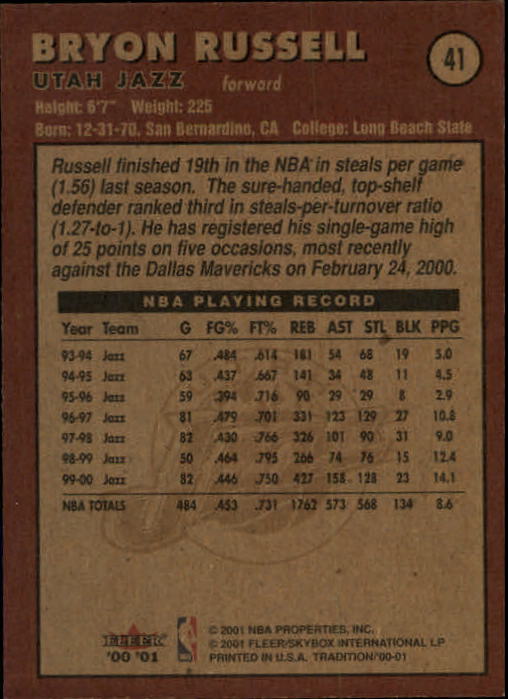 BRYON RUSSELL
41
UTAH JAZZ forward
Height: 6'7" Weight: 225
Born: 12-31-70, San Bernardino, CA College: Long Beach State
Russell finished 19th in the NBA in steals per game
(1.56) last season. The sure-handed, top-shelf
defender ranked third in steals-per-turnover ratio
(1.27-to-1). He has registered his single-game high
of 25 points on five occasions, most recently
against the Dallas Mavericks on February 24, 2000.
NBA PLAYING RECORD
Year Team G FG% FT% REB AST STL BLK PPG
93-94 Jazz 67 .484 .614 181 54 68 19 5.0
94-95 Jazz 63 .437 .667 141 34 48 11 4.5
95-96 Jazz 59 .394 .716 90 29 29 8 2.9
96-97 Jazz 81 .479 .701 331 123 129 27 10.8
97-98 Jazz 82 .430 .766 326 101 90 31 9.0
98-99 Jazz 50 .464 .795 266 74 76 15 12.4
99-00 Jazz 82 .446 .750 427 158 128 23 14.1
NBA TOTALS 484 .453 .731 1762 573 568 134 8.6
FLEER
'00 '01
© 2001 NBA PROPERTIES, INC.
© 2001 FLEER/SKYBOX INTERNATIONAL LP
PRINTED IN U.S.A. TRADITION/'00-01